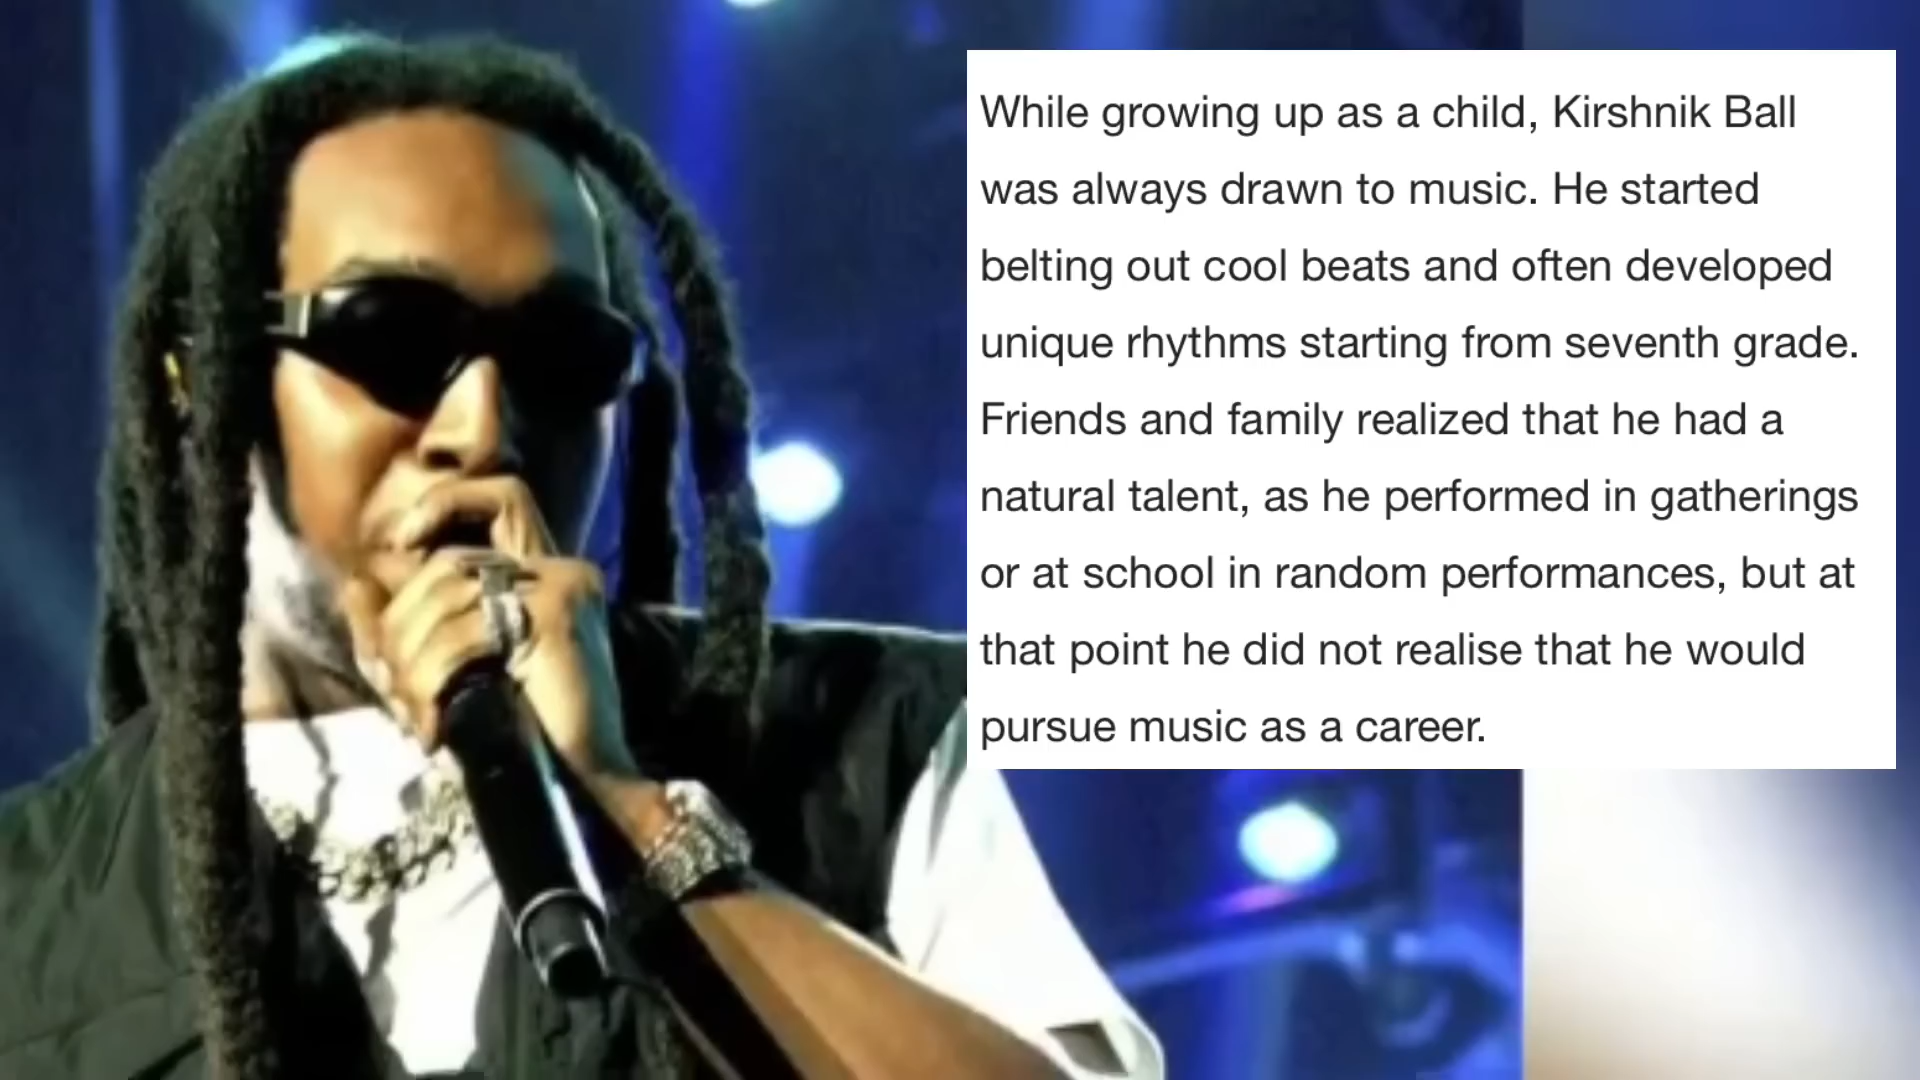 While growing up as a child, Kirshnik Ball
was always drawn to music. He started
belting out cool beats and often developed
unique rhythms starting from seventh grade.
Friends and family realized that he had a
natural talent, as he performed in gatherings
or at school in random performances, but at
that point he did not realise that he would
pursue music as a career.